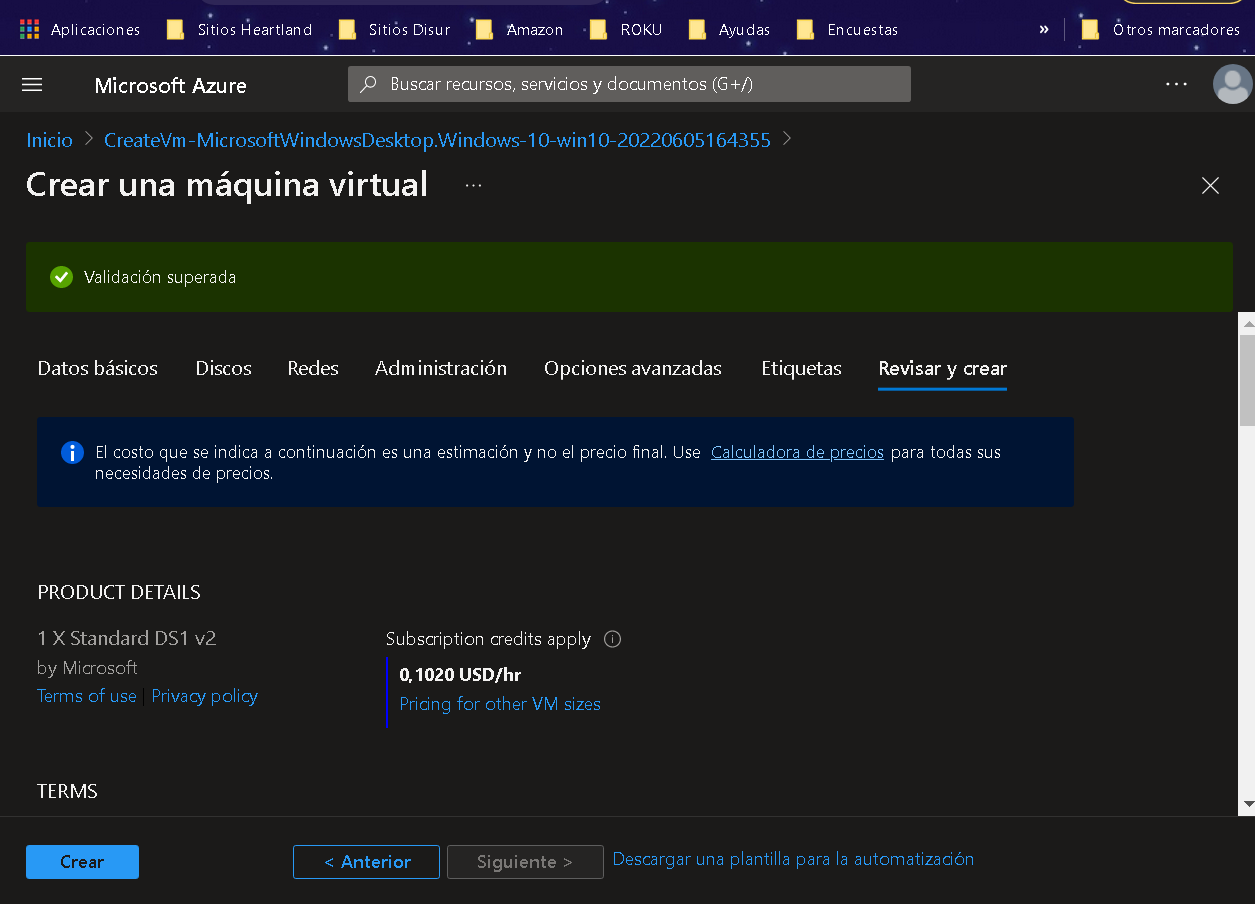 Aplicaciones Sitios Heartland Sitios Disur Amazon ROKU Ayudas Encuestas » Otros marcadores
Microsoft Azure Buscar recursos, servicios y documentos (G+/) ...
Inicio > CreateVm-MicrosoftWindowsDesktop.Windows-10-win10-20220605164355 >
Crear una máquina virtual ...
Validación superada
Datos básicos Discos Redes Administración Opciones avanzadas Etiquetas Revisar y crear
El costo que se indica a continuación es una estimación y no el precio final. Use Calculadora de precios para todas sus
necesidades de precios.
PRODUCT DETAILS
1 X Standard DS1 v2 Subscription credits apply
by Microsoft 0,1020 USD/hr
Terms of use | Privacy policy Pricing for other VM sizes
TERMS
Crear < Anterior Siguiente > Descargar una plantilla para la automatización